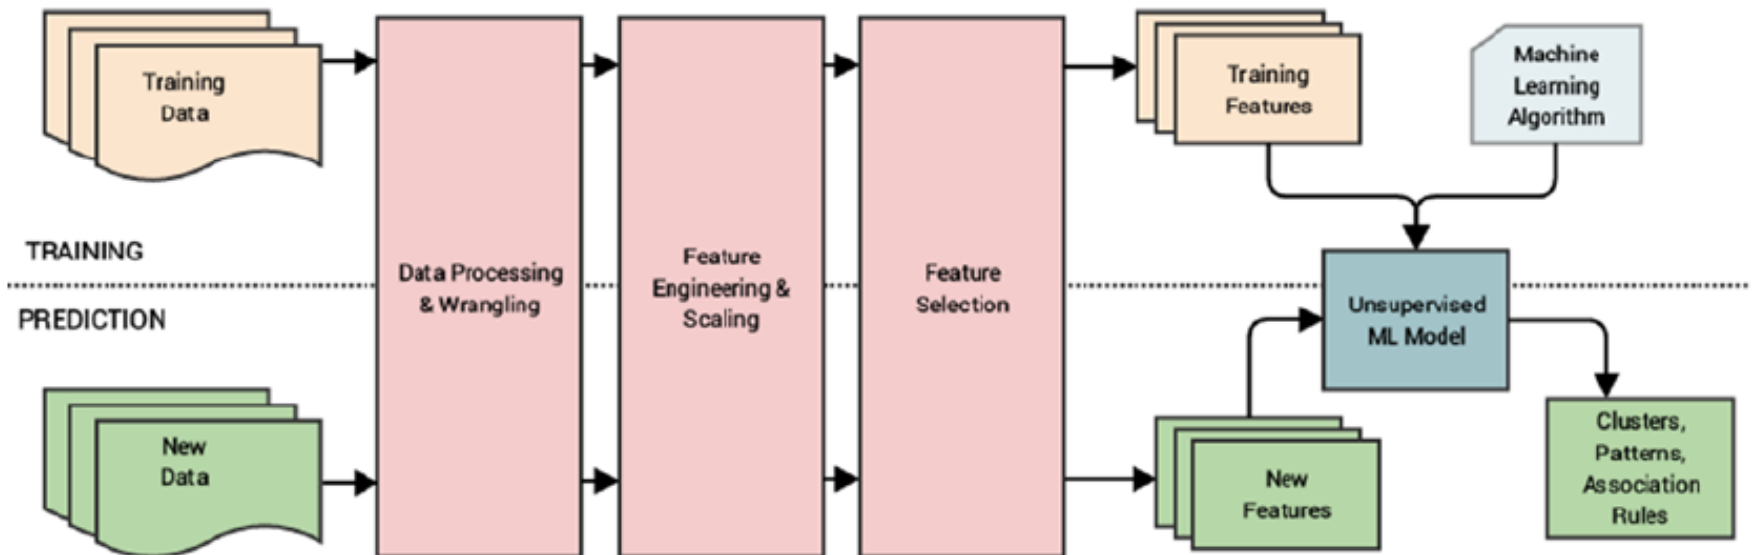 Training
Data
TRAINING
PREDICTION
New
Data
Data Processing
& Wrangling
Feature
Engineering &
Scaling
Feature
Selection
Training
Features
Machine
Learning
Algorithm
Unsupervised
ML Model
New
Features
Clusters,
Patterns,
Association
Rules